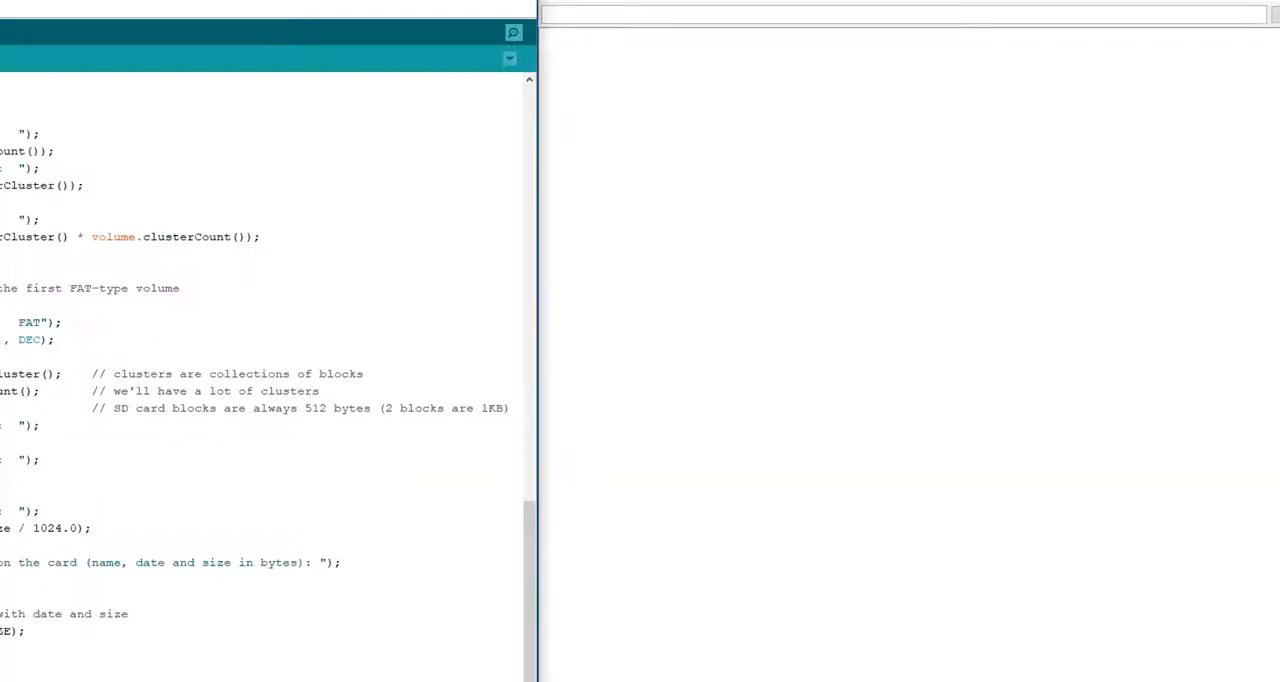 ");
ount());
: ");
rCluster());
");
rCluster() * volume.clusterCount());
the first FAT-type volume
FAT");
, DEC);
luster(); // clusters are collections of blocks
nt(); // we'll have a lot of clusters
// SD card blocks are always 512 bytes (2 blocks are 1KB)
: ");
: ");
: ");
ze / 1024.0);
on the card (name, date and size in bytes): ");
with date and size
ZE);